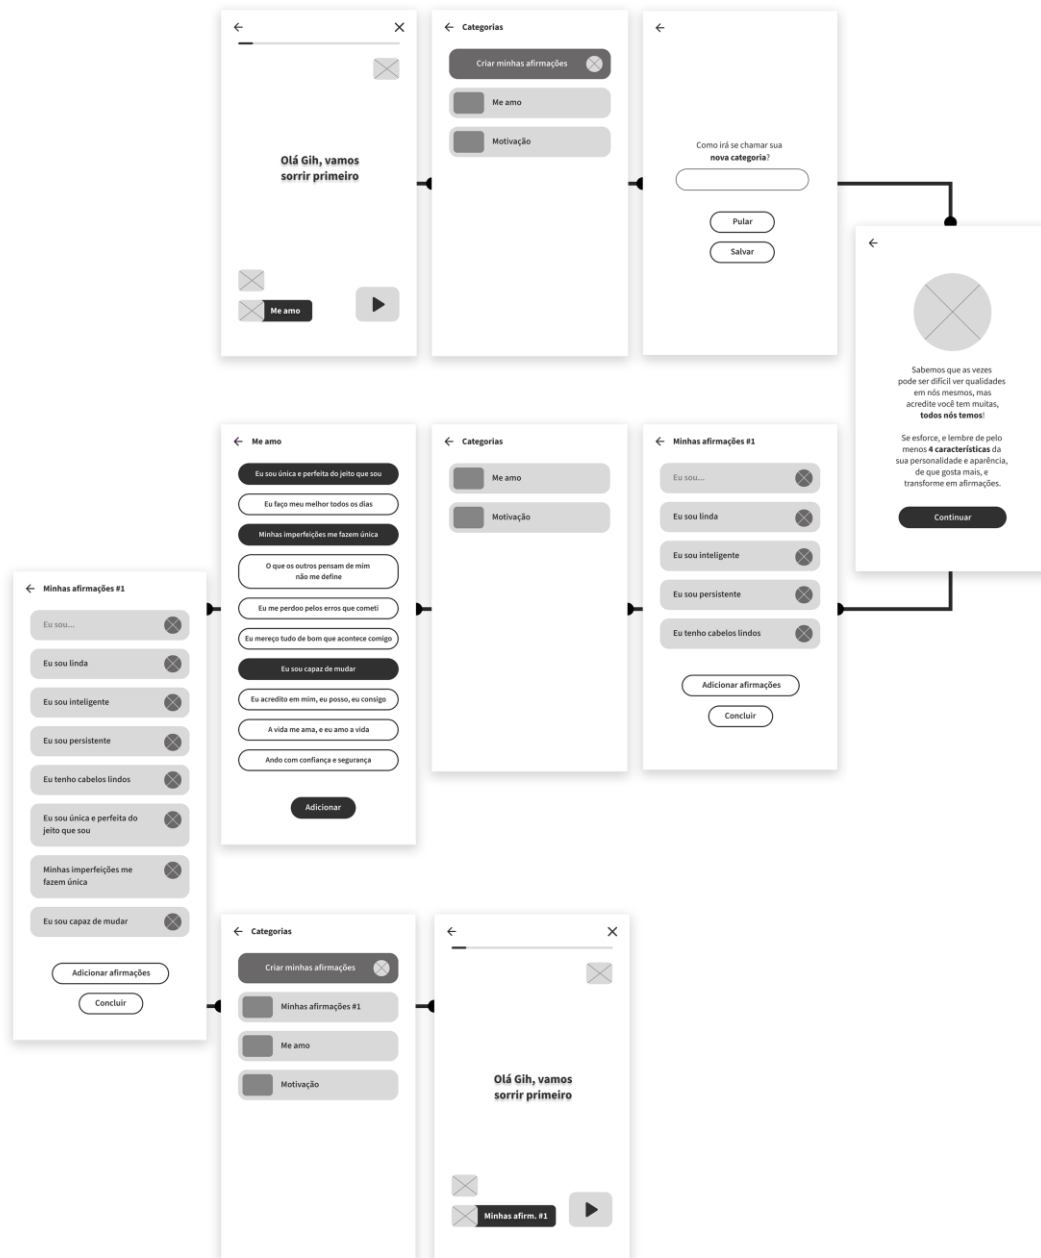 Olá Gih, vamos
sorrir primeiro
Me amo
Categorias
Criar minhas afirmações
Me amo
Motivação
Como irá se chamar sua
nova categoria?
Pular
Salvar
Sabemos que as vezes
pode ser difícil ver qualidades
em nós mesmos, mas
acredite você tem muitas,
todos nós temos!
Se esforce, e lembre de pelo
menos 4 características da
sua personalidade e aparência,
de que gosta mais, e
transforme em afirmações.
Continuar
Minhas afirmações #1
Eu sou...
Eu sou linda
Eu sou inteligente
Eu sou persistente
Eu tenho cabelos lindos
Adicionar afirmações
Concluir
Categorias
Me amo
Motivação
Me amo
Eu sou única e perfeita do jeito que sou
Eu faço meu melhor todos os dias
Minhas imperfeições me fazem única
O que os outros pensam de mim
não me define
Eu me perdoo pelos erros que cometi
Eu mereço tudo de bom que acontece comigo
Eu sou capaz de mudar
Eu acredito em mim, eu posso, eu consigo
A vida me ama, e eu amo a vida
Ando com confiança e segurança
Adicionar
Minhas afirmações #1
Eu sou...
Eu sou linda
Eu sou inteligente
Eu sou persistente
Eu tenho cabelos lindos
Eu sou única e perfeita do
jeito que sou
Minhas imperfeições me
fazem única
Eu sou capaz de mudar
Adicionar afirmações
Concluir
Categorias
Criar minhas afirmações
Minhas afirmações #1
Me amo
Motivação
Olá Gih, vamos
sorrir primeiro
Minhas afirm. #1